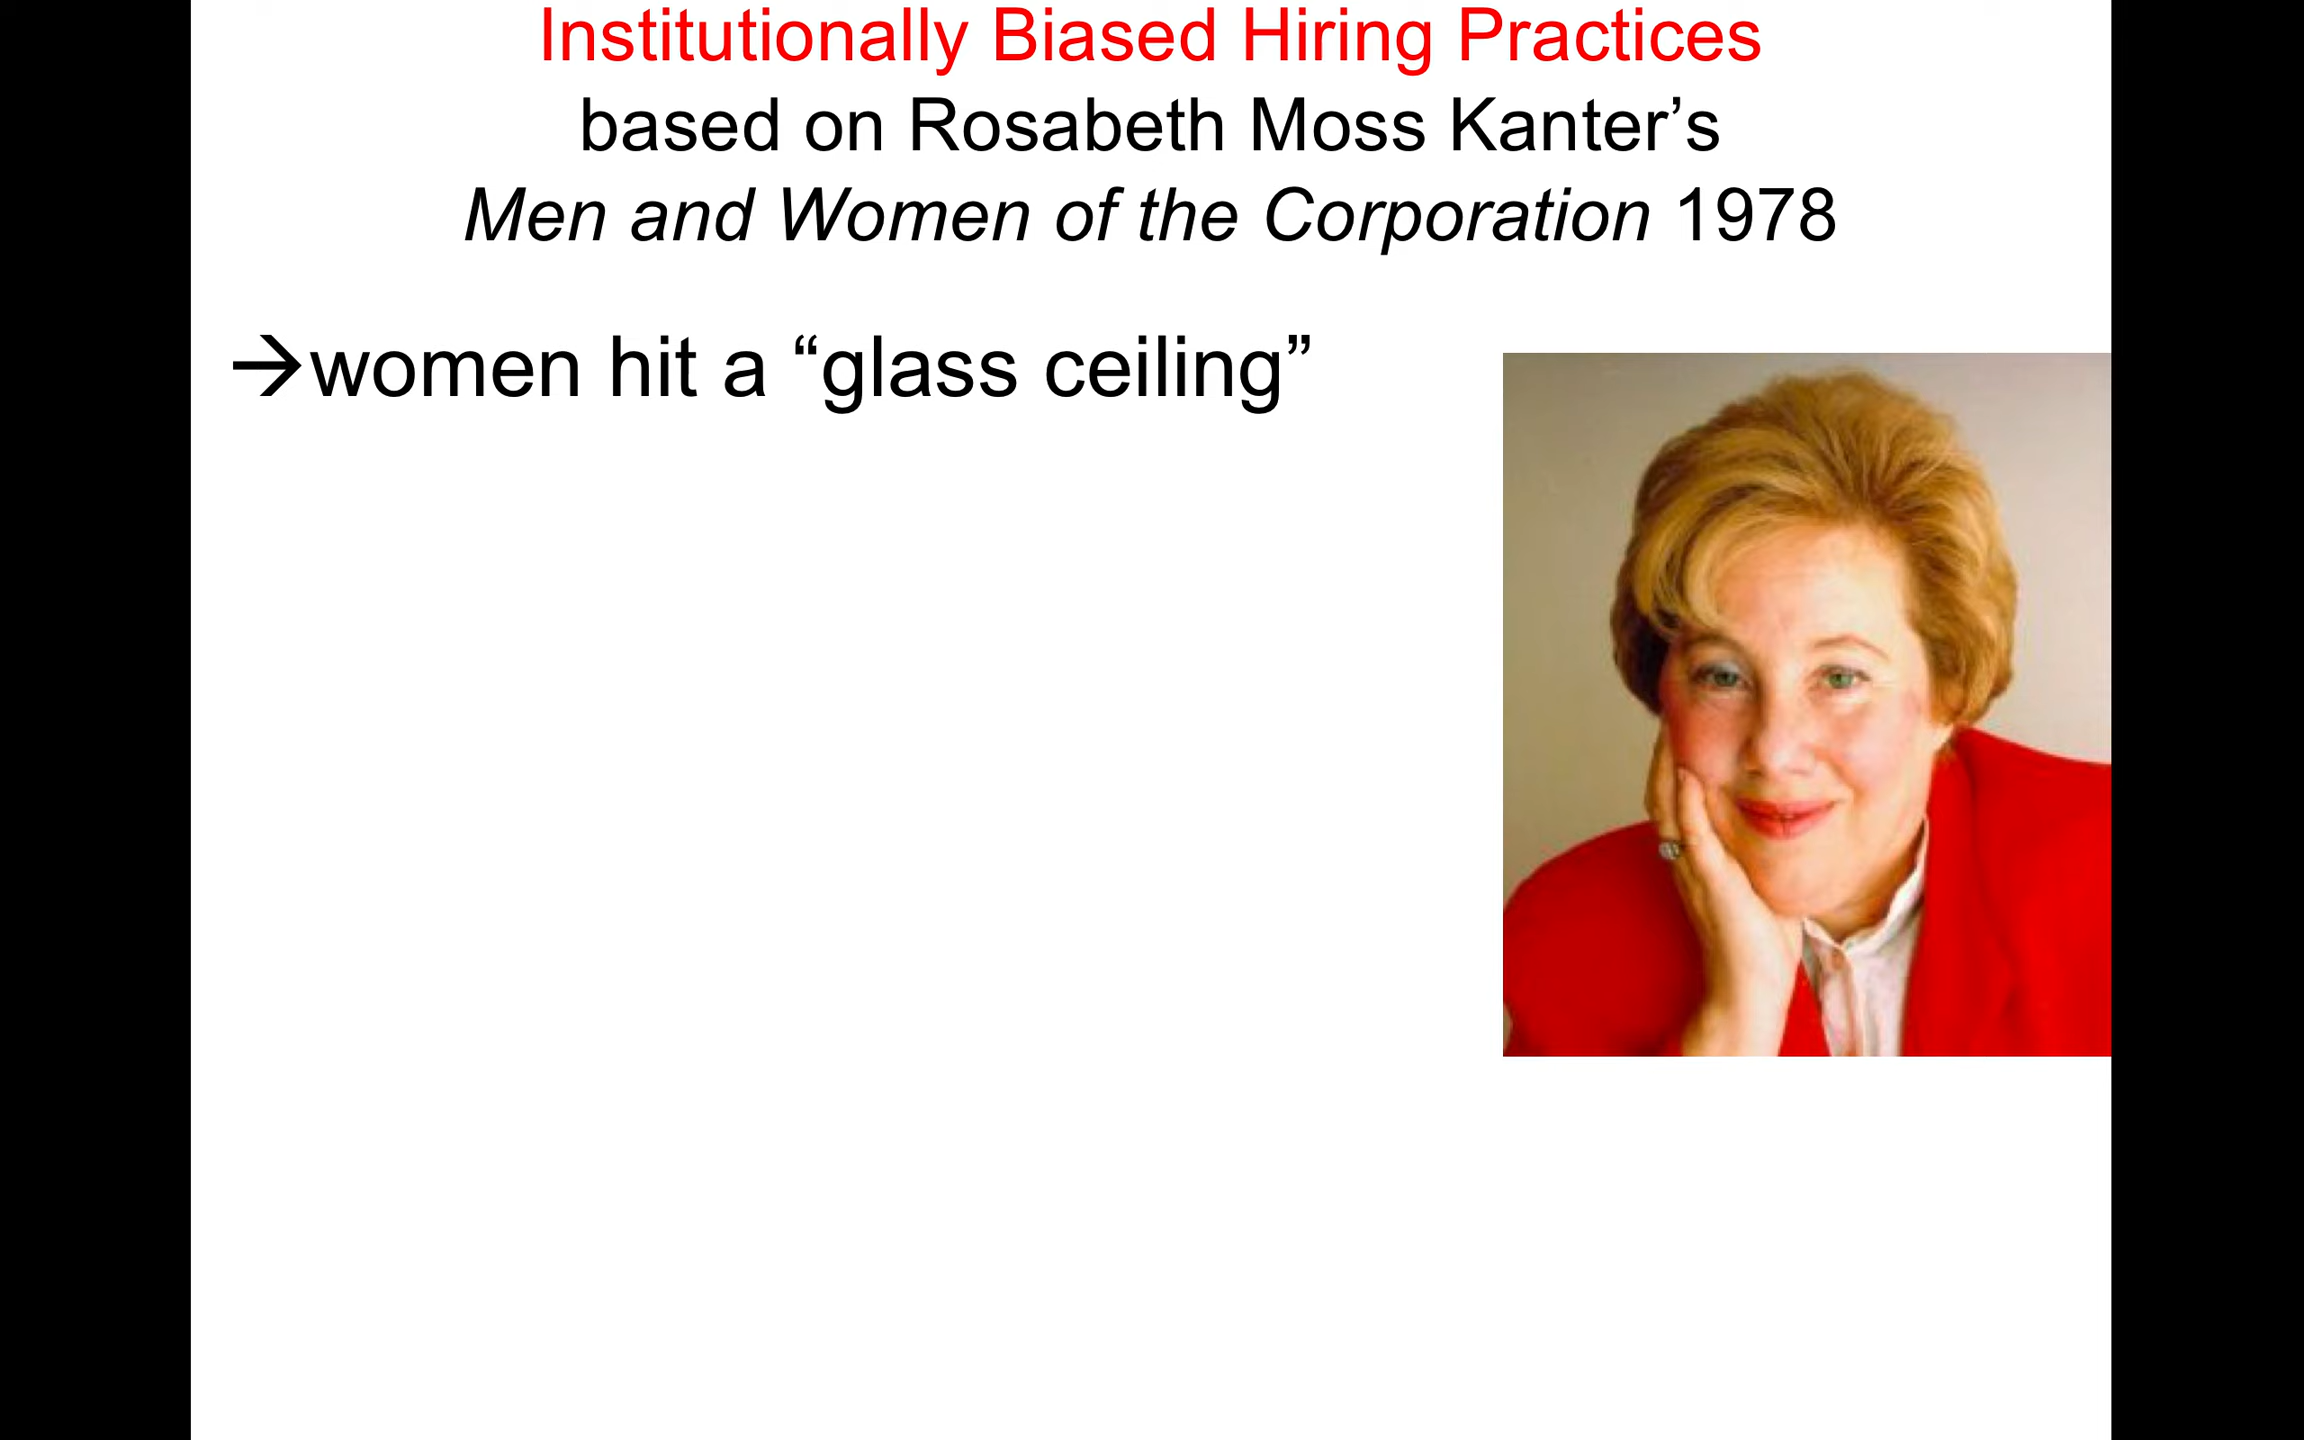 Institutionally Biased Hiring Practices
based on Rosabeth Moss Kanter’s
Men and Women of the Corporation 1978
→women hit a “glass ceiling”